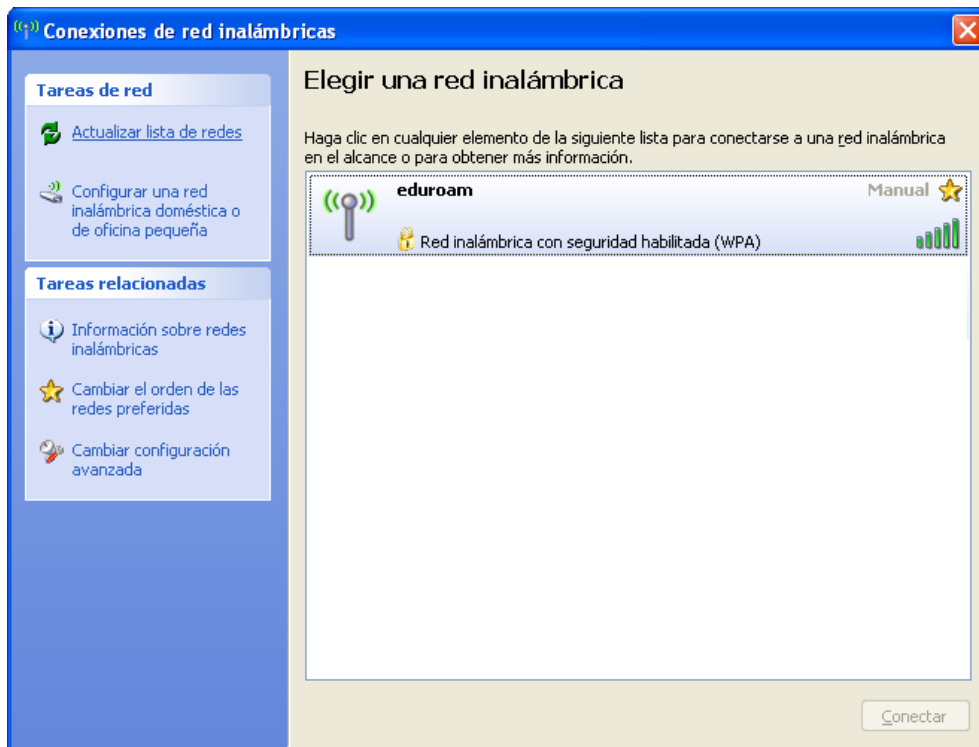 Conexiones de red inalámbricas
Tareas de red
Actualizar lista de redes
Configurar una red
inalámbrica doméstica o
de oficina pequeña
Tareas relacionadas
Información sobre redes
inalámbricas
Cambiar el orden de las
redes preferidas
Cambiar configuración
avanzada
Elegir una red inalámbrica
Haga clic en cualquier elemento de la siguiente lista para conectarse a una red inalámbrica
en el alcance o para obtener más información.
eduroam
Manual
Red inalámbrica con seguridad habilitada (WPA)
Conectar